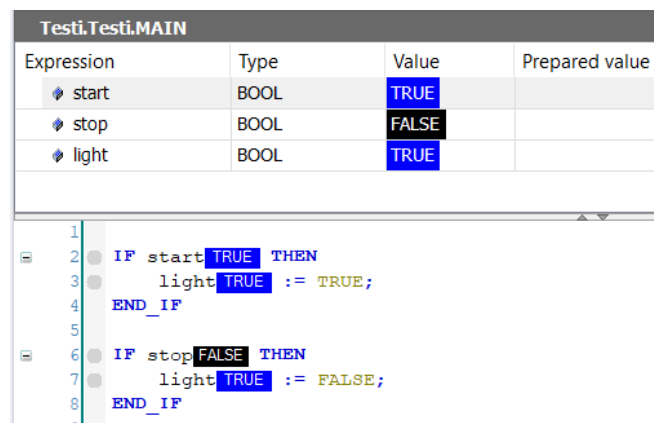 Testi.Testi.MAIN
Expression Type Value Prepared value
start BOOL TRUE
stop BOOL FALSE
light BOOL TRUE
1
2 IF start TRUE THEN
3 light TRUE := TRUE;
4 END_IF
5
6 IF stop FALSE THEN
7 light TRUE := FALSE;
8 END_IF